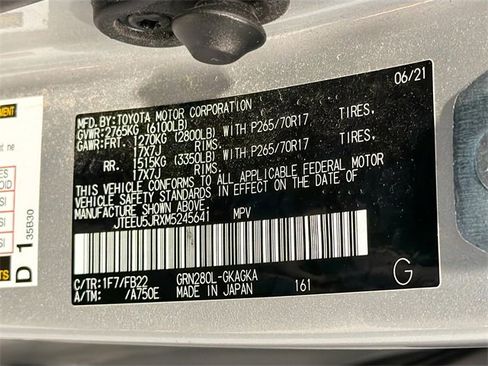 MFD.BY:TOYOTA MOTOR CORPORATION 06/21
GVWR:2765KG (6100LB)
GAWR:FRT. 1270KG (2800LB) WITH P265/70R17 TIRES.
17X7J RIMS.
RR. 1515KG (3350LB) WITH P265/70R17 TIRES.
17X7J RIMS.
THIS VEHICLE CONFORMS TO ALL APPLICABLE FEDERAL MOTOR
VEHICLE SAFETY STANDARDS IN EFFECT ON THE DATE OF
MANUFACTURE SHOWN ABOVE.
JTEEU5JRXM5245641 MPV
C/TR:1F7/FB22 GRN280L-GKAGKA
A/TM: /A750E MADE IN JAPAN 161 G
D 1 35B30